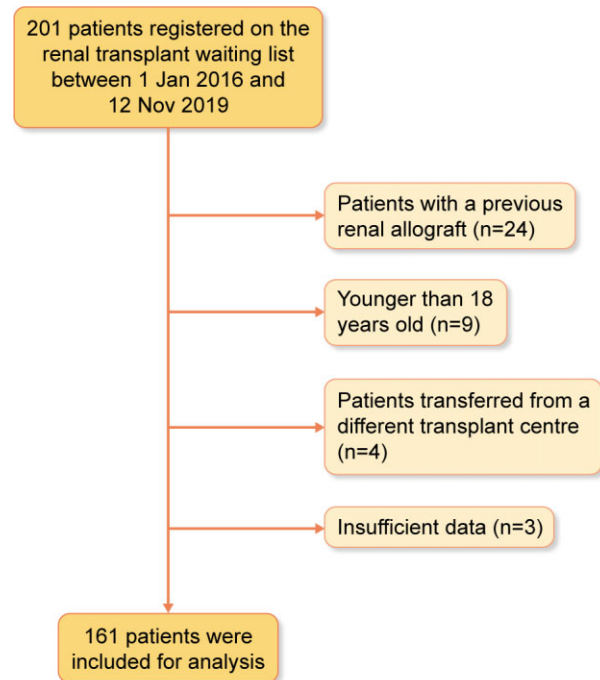 201 patients registered on the
renal transplant waiting list
between 1 Jan 2016 and
12 Nov 2019
Patients with a previous
renal allograft (n=24)
Younger than 18
years old (n=9)
Patients transferred from a
different transplant centre
(n=4)
Insufficient data (n=3)
161 patients were
included for analysis